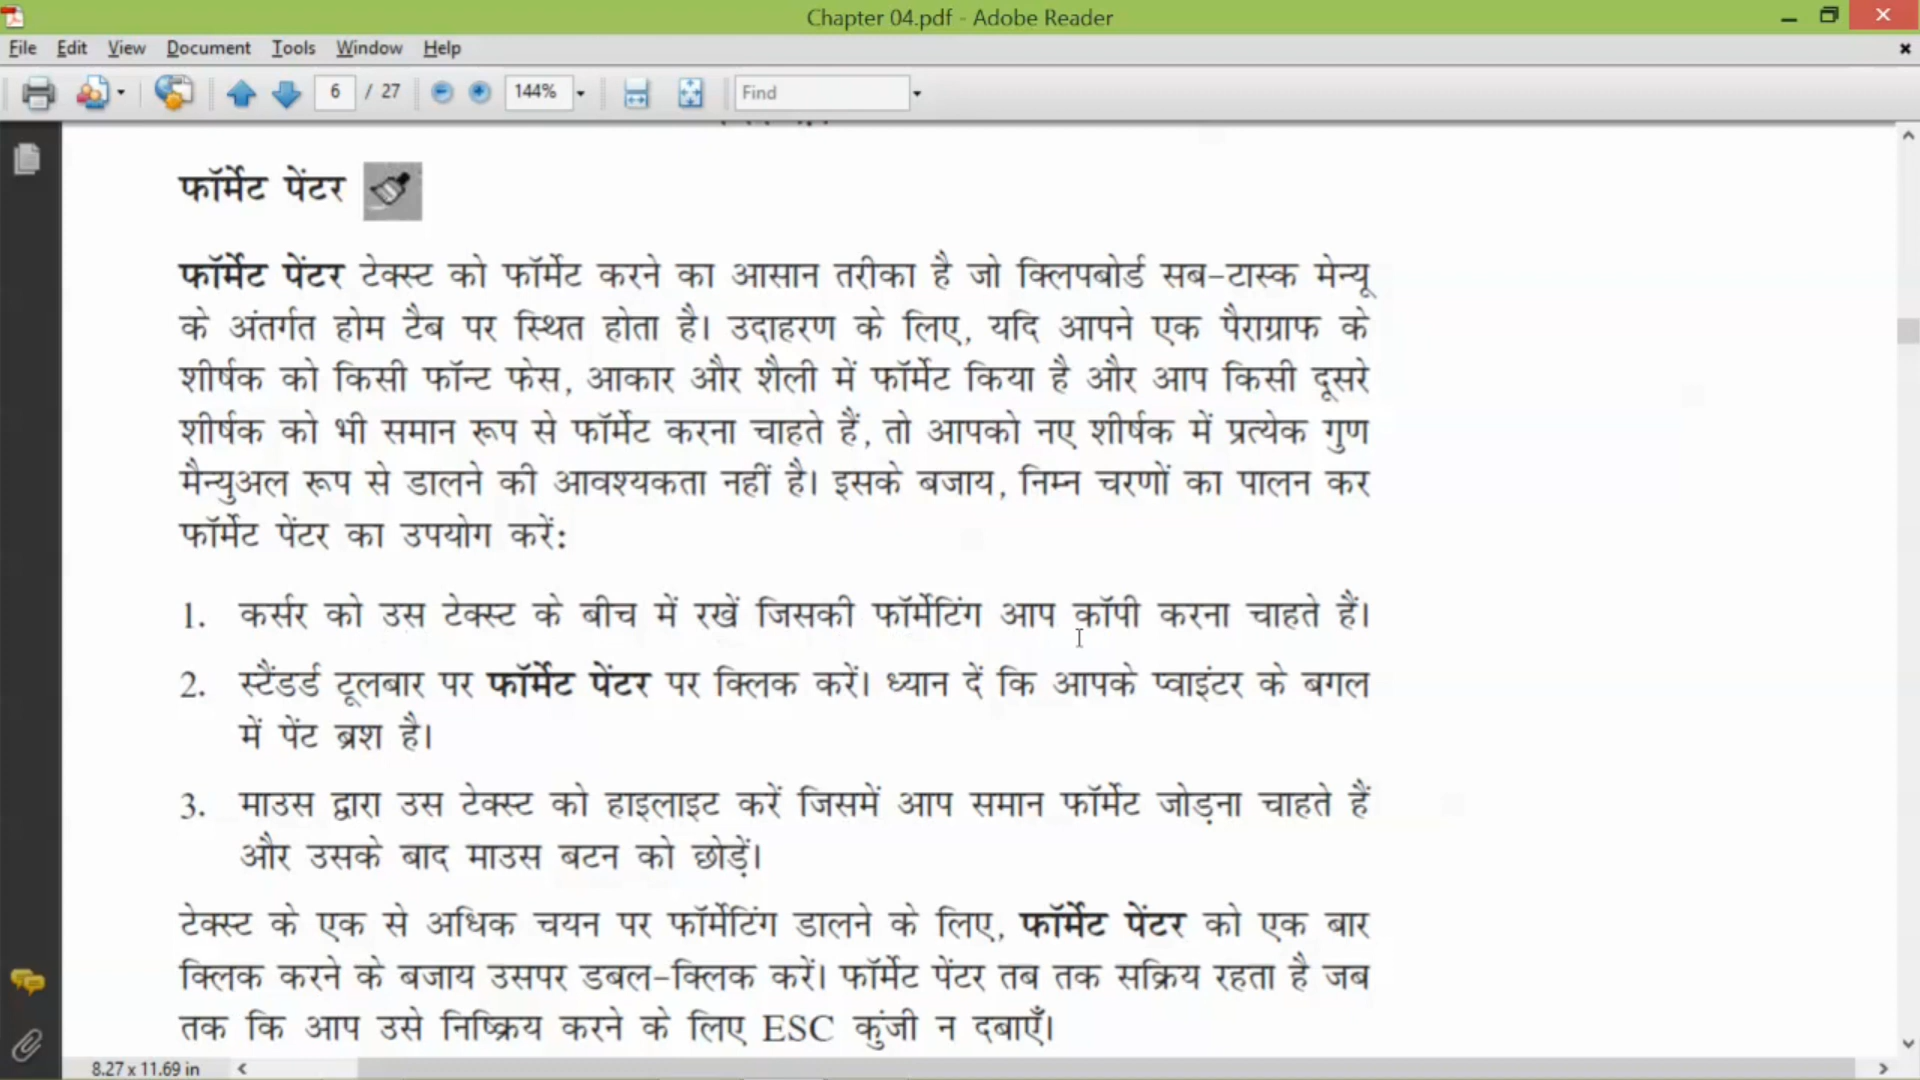 Chapter 04.pdf - Adobe Reader
File Edit View Document Tools Window Help
6 / 27 144% Find
फॉर्मेट पेंटर
फॉर्मेट पेंटर टेक्स्ट को फॉर्मेट करने का आसान तरीका है जो क्लिपबोर्ड सब-टास्क मेन्यू
के अंतर्गत होम टैब पर स्थित होता है। उदाहरण के लिए, यदि आपने एक पैराग्राफ के
शीर्षक को किसी फॉन्ट फेस, आकार और शैली में फॉर्मेट किया है और आप किसी दूसरे
शीर्षक को भी समान रूप से फॉर्मेट करना चाहते हैं, तो आपको नए शीर्षक में प्रत्येक गुण
मैन्युअल रूप से डालने की आवश्यकता नहीं है। इसके बजाय, निम्न चरणों का पालन कर
फॉर्मेट पेंटर का उपयोग करें:
1. कर्सर को उस टेक्स्ट के बीच में रखें जिसकी फॉर्मेटिंग आप कॉपी करना चाहते हैं।
2. स्टैंडर्ड टूलबार पर फॉर्मेट पेंटर पर क्लिक करें। ध्यान दें कि आपके प्वाइंटर के बगल
में पेंट ब्रश है।
3. माउस द्वारा उस टेक्स्ट को हाइलाइट करें जिसमें आप समान फॉर्मेट जोड़ना चाहते हैं
और उसके बाद माउस बटन को छोड़ें।
टेक्स्ट के एक से अधिक चयन पर फॉर्मेटिंग डालने के लिए, फॉर्मेट पेंटर को एक बार
क्लिक करने के बजाय उसपर डबल-क्लिक करें। फॉर्मेट पेंटर तब तक सक्रिय रहता है जब
तक कि आप उसे निष्क्रिय करने के लिए ESC कुंजी न दबाएँ।
8.27 x 11.69 in